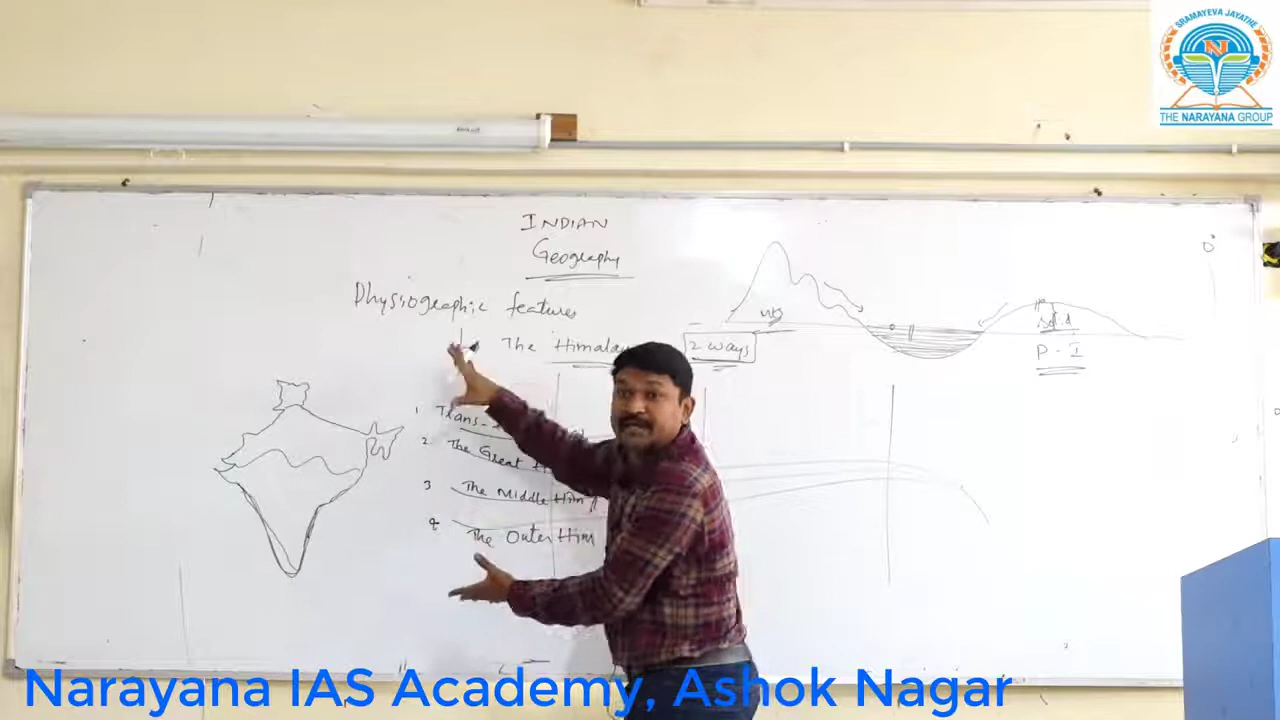 SRAMAYEVA JAYATHE
N
THE NARAYANA GROUP
INDIAN
Geography
Physiographic features
The Himala
2 ways
P - I
0°
1 Trans-
2 The Great H
3 The Middle Him
4 The Outer Him
Narayana IAS Academy, Ashok Nagar